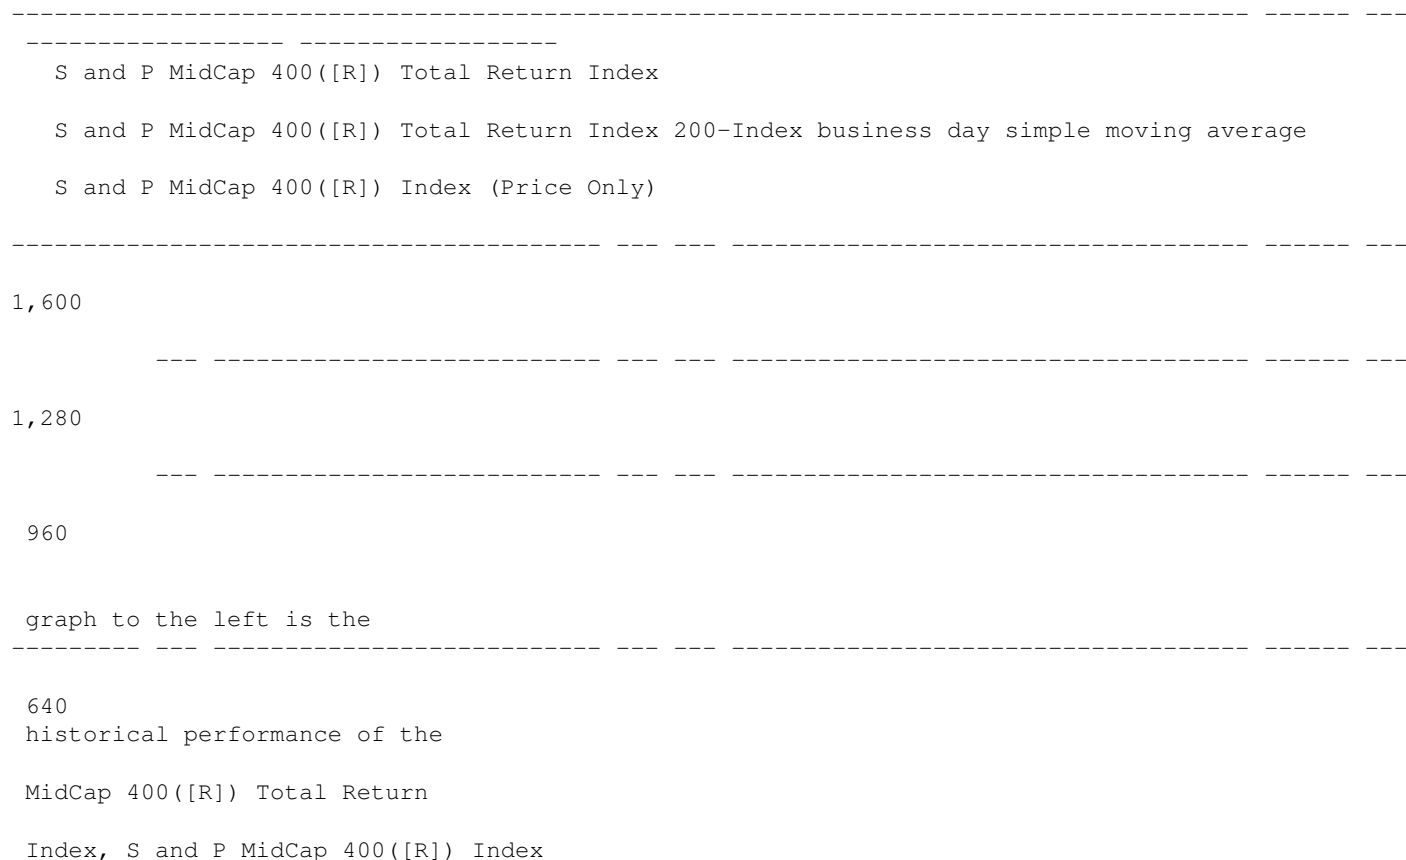 -------------------------------------------------------------------------------------- ------ ---
------------------ ------------------
S and P MidCap 400([R]) Total Return Index
S and P MidCap 400([R]) Total Return Index 200-Index business day simple moving average
S and P MidCap 400([R]) Index (Price Only)
----------------------------------------- --- --- ------------------------------------ ------ ---
1,600
--- --------------------------- --- --- ------------------------------------ ------ ---
1,280
--- --------------------------- --- --- ------------------------------------ ------ ---
960
graph to the left is the
--------- --- --------------------------- --- --- ------------------------------------ ------ ---
640
historical performance of the
MidCap 400([R]) Total Return
Index, S and P MidCap 400([R]) Index